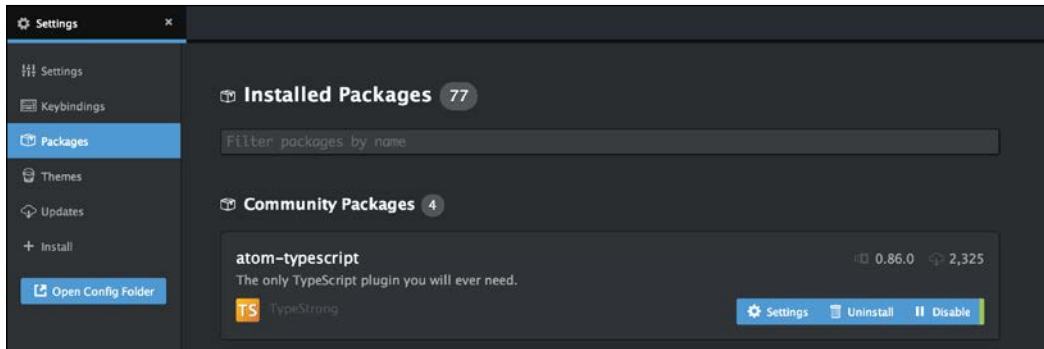 Settings ×
Settings
Keybindings
Packages
Themes
Updates
+ Install
Open Config Folder
Installed Packages 77
Filter packages by name
Community Packages 4
atom-typescript 0.86.0 2,325
The only TypeScript plugin you will ever need.
TS TypeStrong
Settings Uninstall Disable